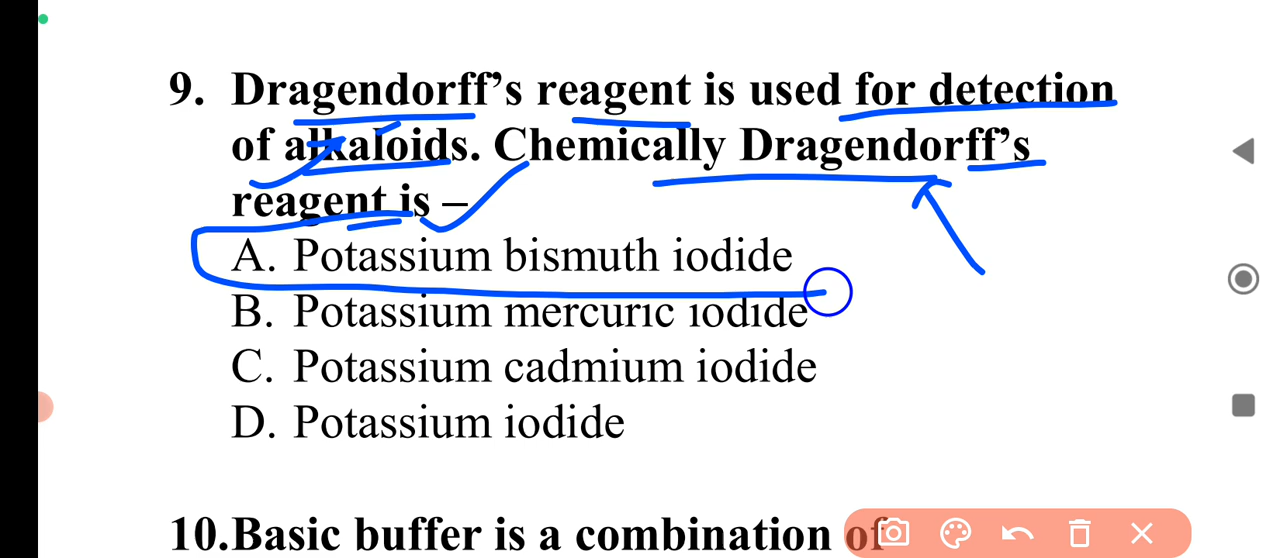 9. Dragendorff's reagent is used for detection
of alkaloids. Chemically Dragendorff's
reagent is –
A. Potassium bismuth iodide
B. Potassium mercuric iodide
C. Potassium cadmium iodide
D. Potassium iodide
10.Basic buffer is a combination of